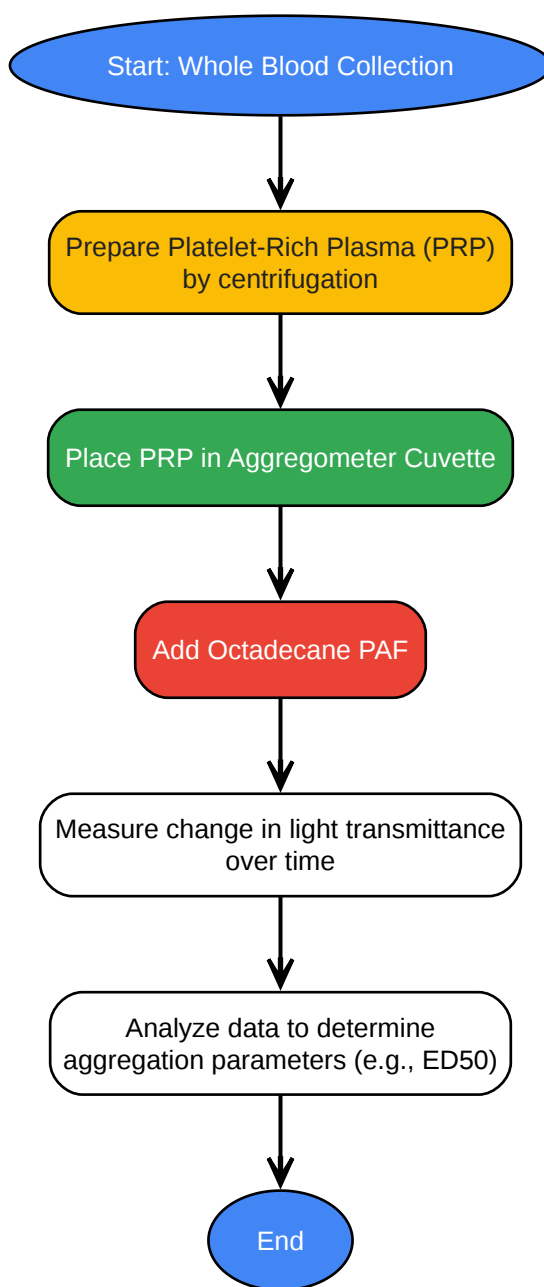 Start: Whole Blood Collection
Prepare Platelet-Rich Plasma (PRP)
by centrifugation
Place PRP in Aggregometer Cuvette
Add Octadecane PAF
Measure change in light transmittance
over time
Analyze data to determine
aggregation parameters (e.g., ED50)
End